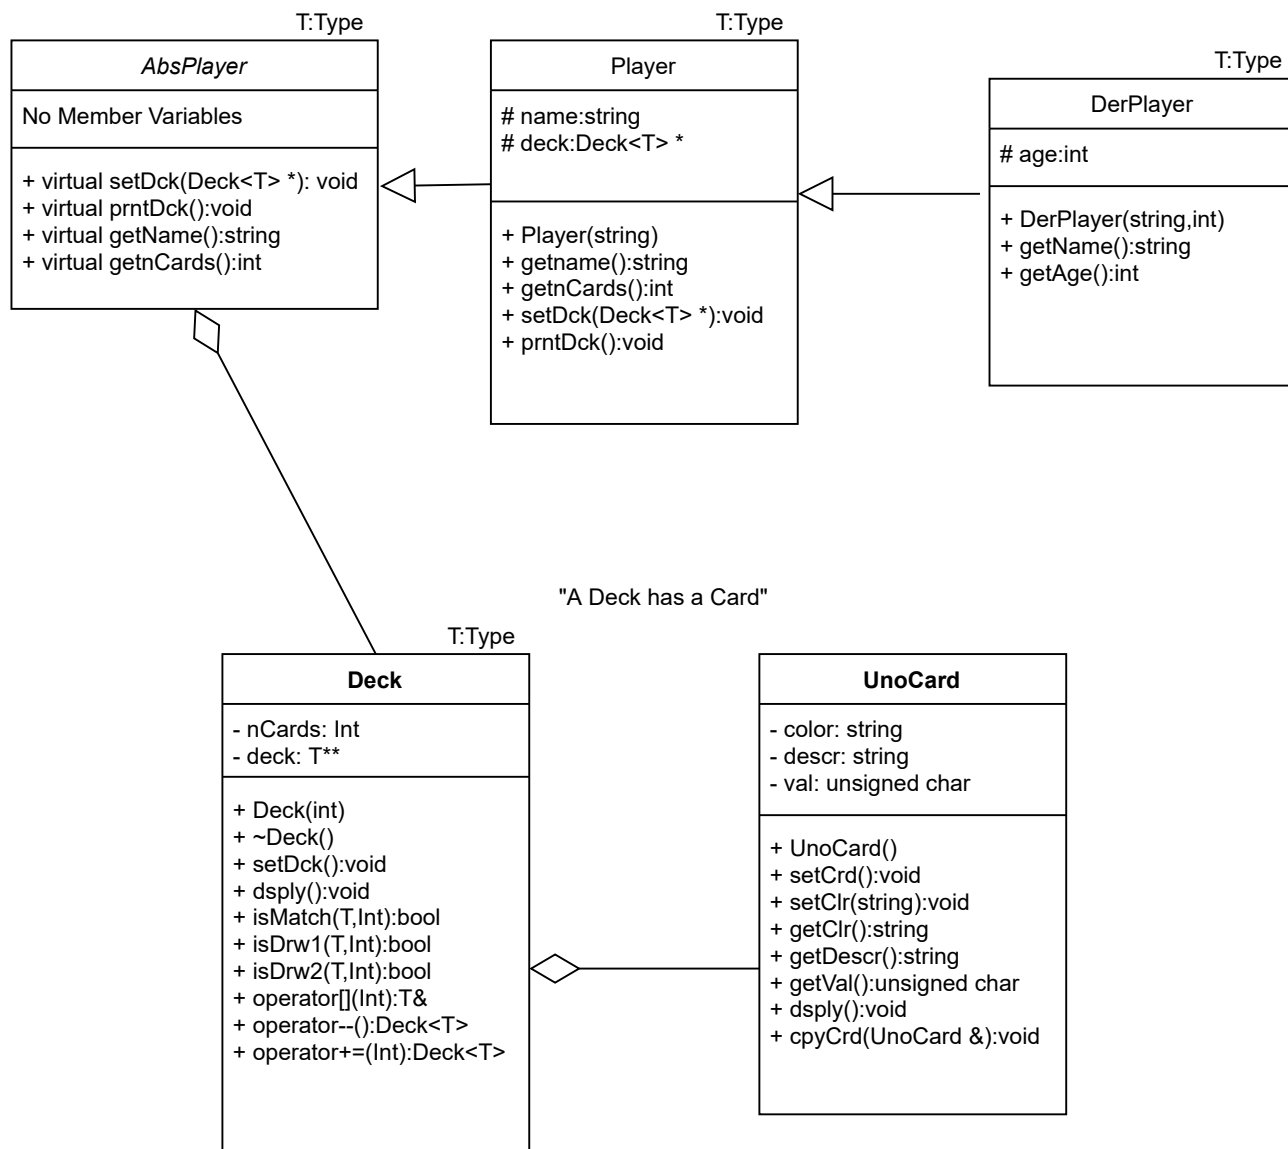 T:Type
AbsPlayer
No Member Variables
+ virtual setDck(Deck<T> *): void
+ virtual prntDck():void
+ virtual getName():string
+ virtual getnCards():int
T:Type
Player
# name:string
# deck:Deck<T> *
+ Player(string)
+ getname():string
+ getnCards():int
+ setDck(Deck<T> *):void
+ prntDck():void
T:Type
DerPlayer
# age:int
+ DerPlayer(string,int)
+ getName():string
+ getAge():int
"A Deck has a Card"
T:Type
Deck
- nCards: Int
- deck: T**
+ Deck(int)
+ ~Deck()
+ setDck():void
+ dsply():void
+ isMatch(T,Int):bool
+ isDrw1(T,Int):bool
+ isDrw2(T,Int):bool
+ operator[](Int):T&
+ operator--():Deck<T>
+ operator+=(Int):Deck<T>
UnoCard
- color: string
- descr: string
- val: unsigned char
+ UnoCard()
+ setCrd():void
+ setClr(string):void
+ getClr():string
+ getDescr():string
+ getVal():unsigned char
+ dsply():void
+ cpyCrd(UnoCard &):void